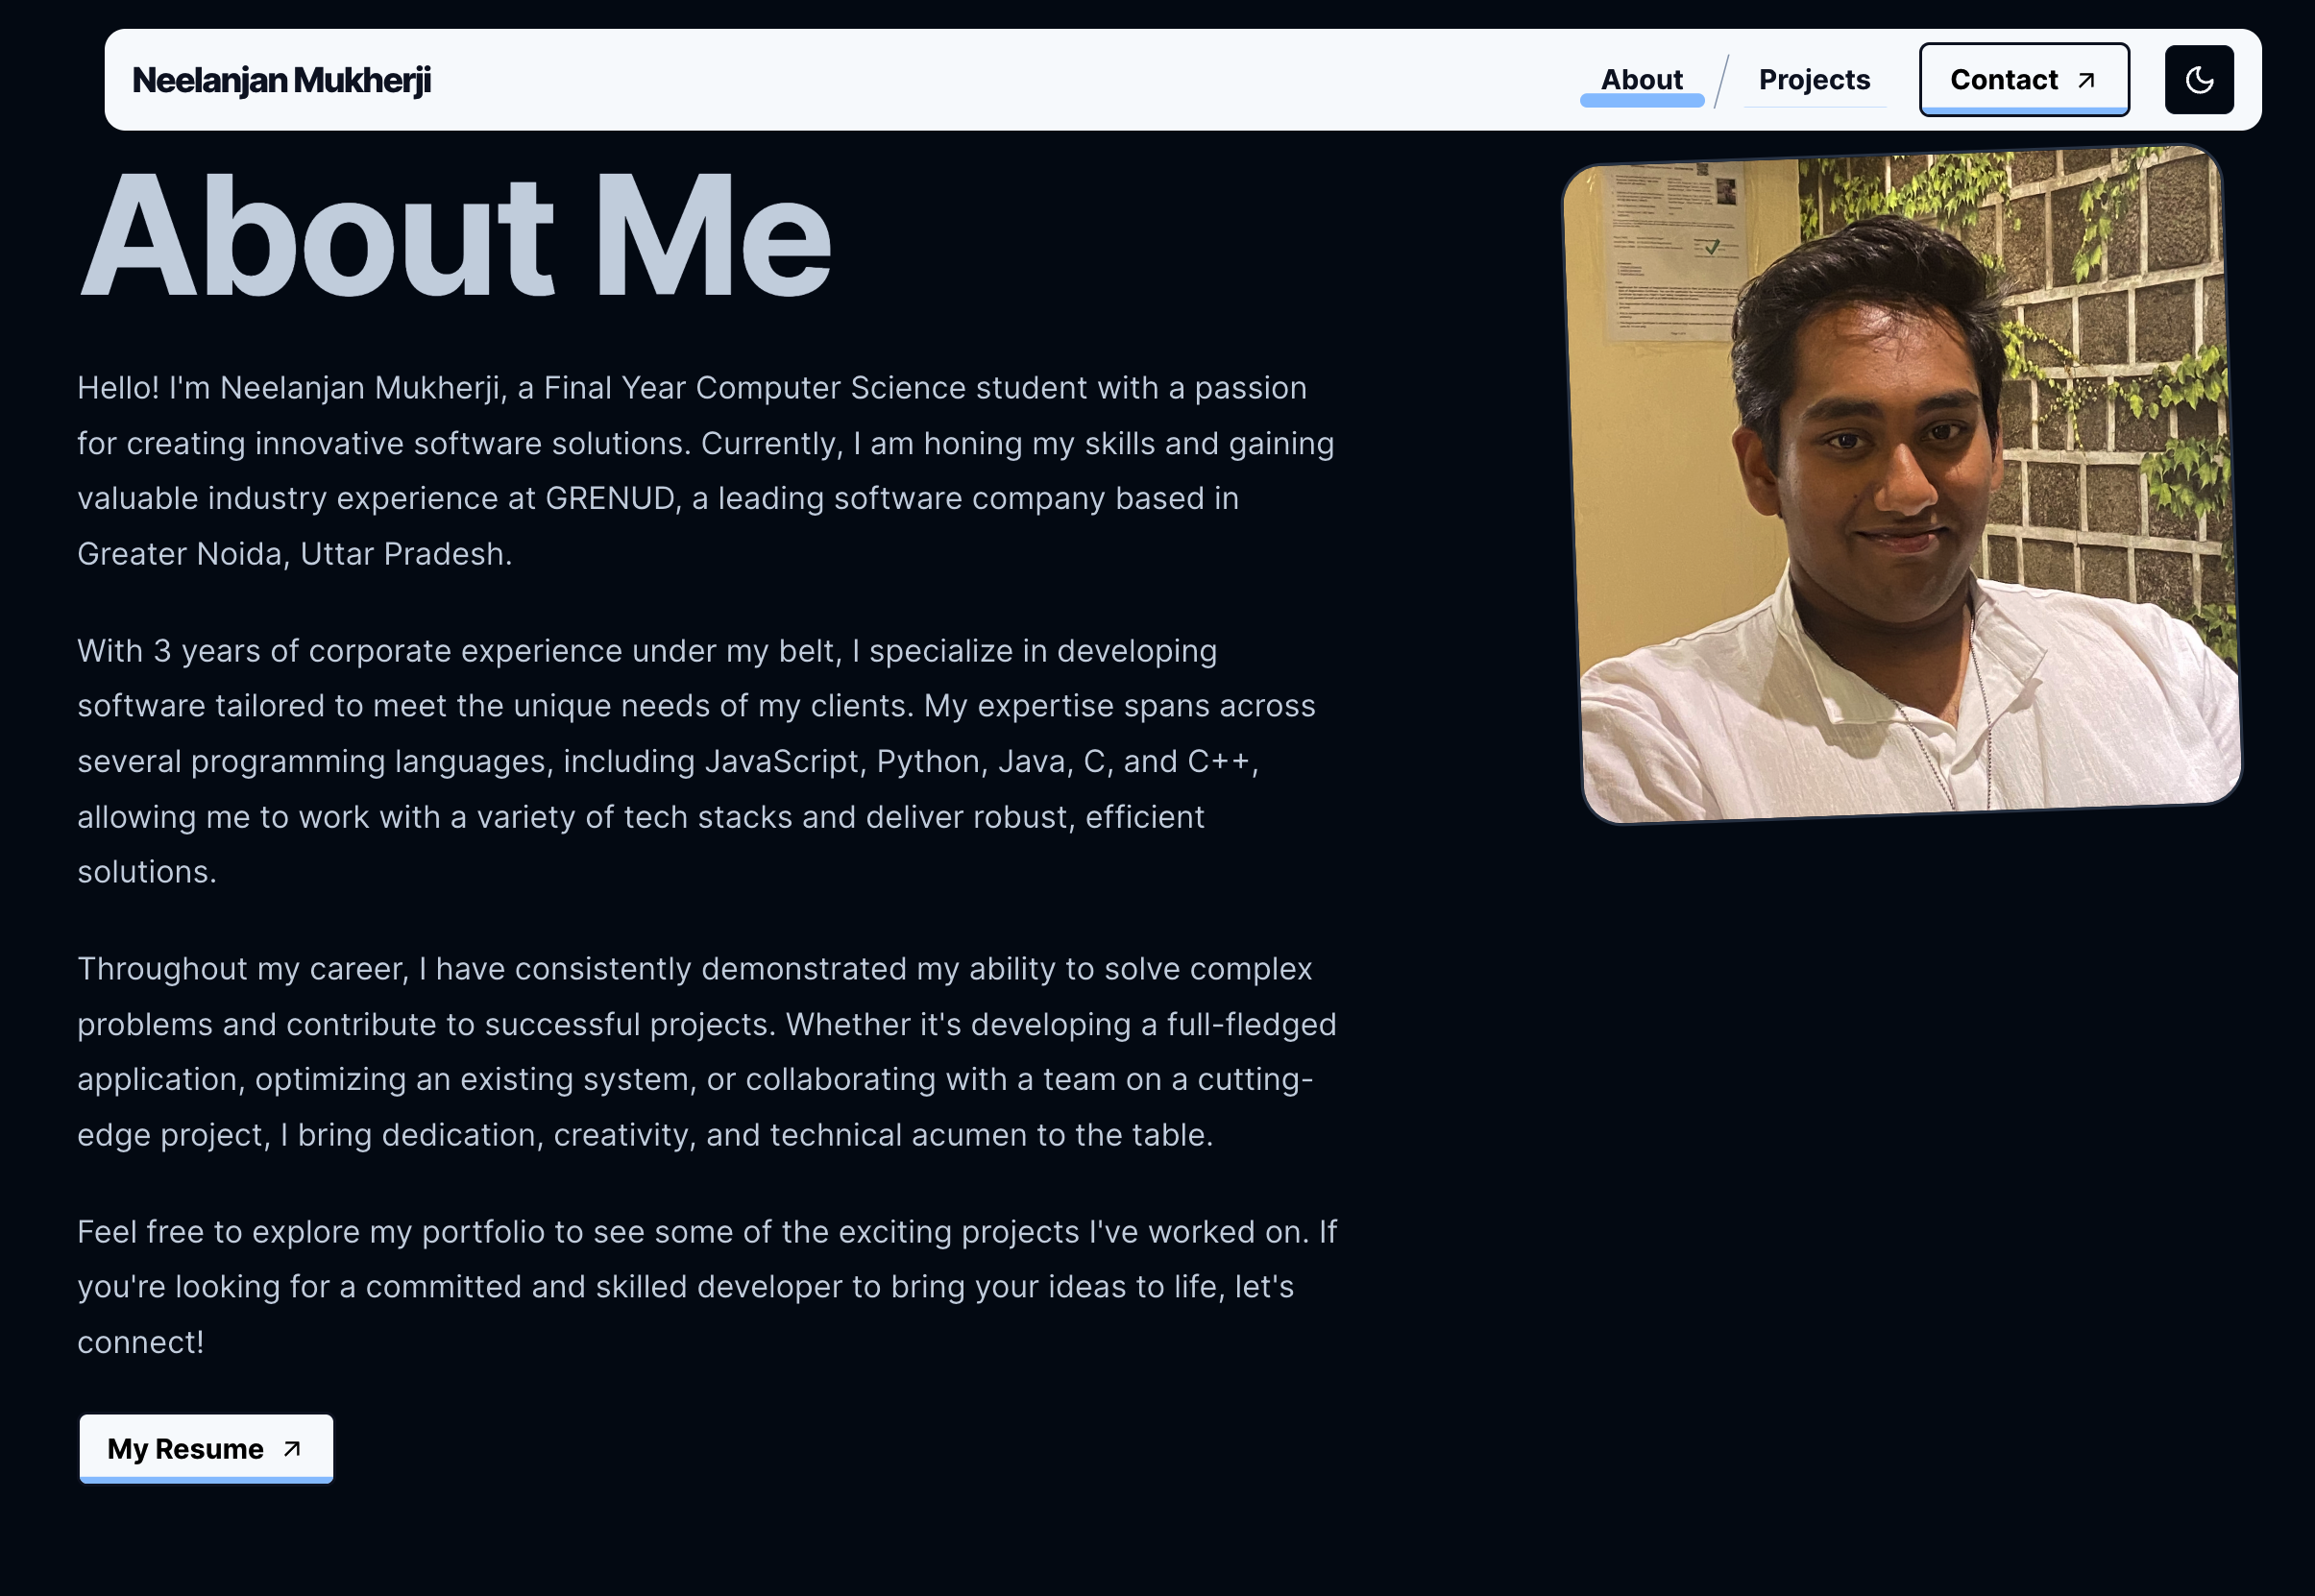 Neelanjan Mukherji
About
Projects
Contact
About Me
Hello! I'm Neelanjan Mukherji, a Final Year Computer Science student with a passion
for creating innovative software solutions. Currently, I am honing my skills and gaining
valuable industry experience at GRENUD, a leading software company based in
Greater Noida, Uttar Pradesh.
With 3 years of corporate experience under my belt, I specialize in developing
software tailored to meet the unique needs of my clients. My expertise spans across
several programming languages, including JavaScript, Python, Java, C, and C++,
allowing me to work with a variety of tech stacks and deliver robust, efficient
solutions.
Throughout my career, I have consistently demonstrated my ability to solve complex
problems and contribute to successful projects. Whether it's developing a full-fledged
application, optimizing an existing system, or collaborating with a team on a cutting-
edge project, I bring dedication, creativity, and technical acumen to the table.
Feel free to explore my portfolio to see some of the exciting projects I've worked on. If
you're looking for a committed and skilled developer to bring your ideas to life, let's
connect!
My Resume